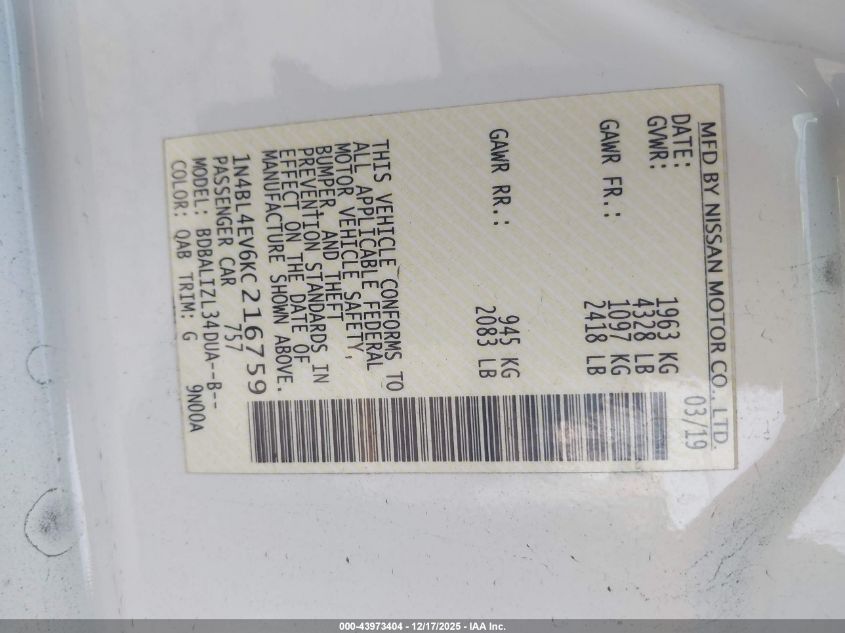 MFD BY NISSAN MOTOR CO., LTD.
DATE: 03/19
GVWR: 1963 KG
4328 LB
GAWR FR.: 1097 KG
2418 LB
GAWR RR.: 945 KG
2083 LB
THIS VEHICLE CONFORMS TO
ALL APPLICABLE FEDERAL
MOTOR VEHICLE SAFETY,
BUMPER, AND THEFT
PREVENTION STANDARDS IN
EFFECT ON THE DATE OF
MANUFACTURE SHOWN ABOVE.
1N4BL4EV6KC216759
PASSENGER CAR 757
MODEL: BDBALIZL34DUA--B--
COLOR: QAB TRIM: G 9N00A
000-43973404 - 12/17/2025 - IAA Inc.